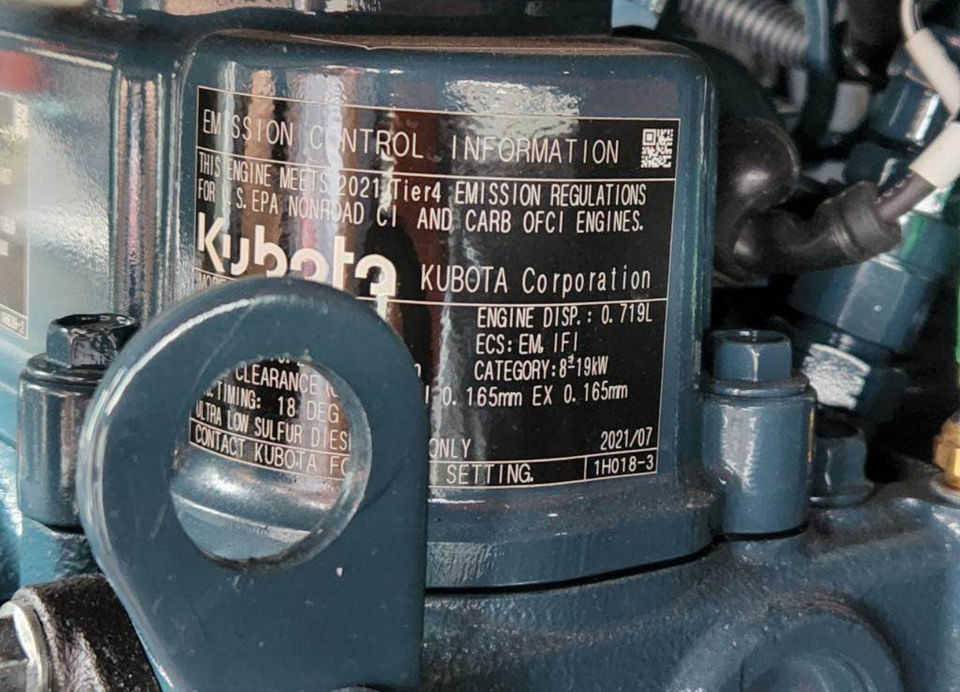 EMISSION CONTROL INFORMATION
THIS ENGINE MEETS 2021 Tier4 EMISSION REGULATIONS
FOR U.S.EPA NONROAD CI AND CARB OFCI ENGINES.
Kubota KUBOTA Corporation
ENGINE DISP.: 0.719L
ECS: EM, IFI
CATEGORY: 8≤-19kW
CLEARANCE 0.165mm EX 0.165mm
TIMING: 18 DEG
ULTRA LOW SULFUR ONLY 2021/07
CONTACT KUBOTA SETTING. 1H018-3